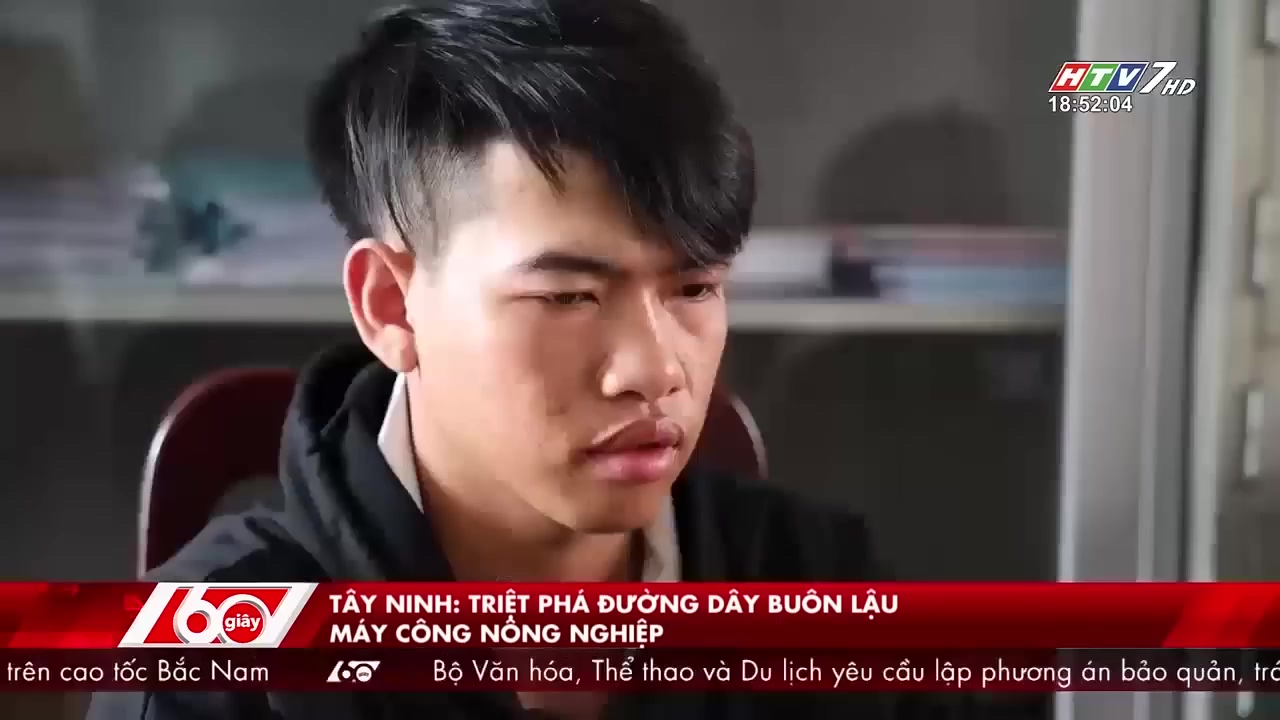 HTV7 HD
18:52:04
60 giây
TÂY NINH: TRIỆT PHÁ ĐƯỜNG DÂY BUÔN LẬU
MÁY CÔNG NÔNG NGHIỆP
trên cao tốc Bắc Nam 60 giây Bộ Văn hóa, Thể thao và Du lịch yêu cầu lập phương án bảo quản,